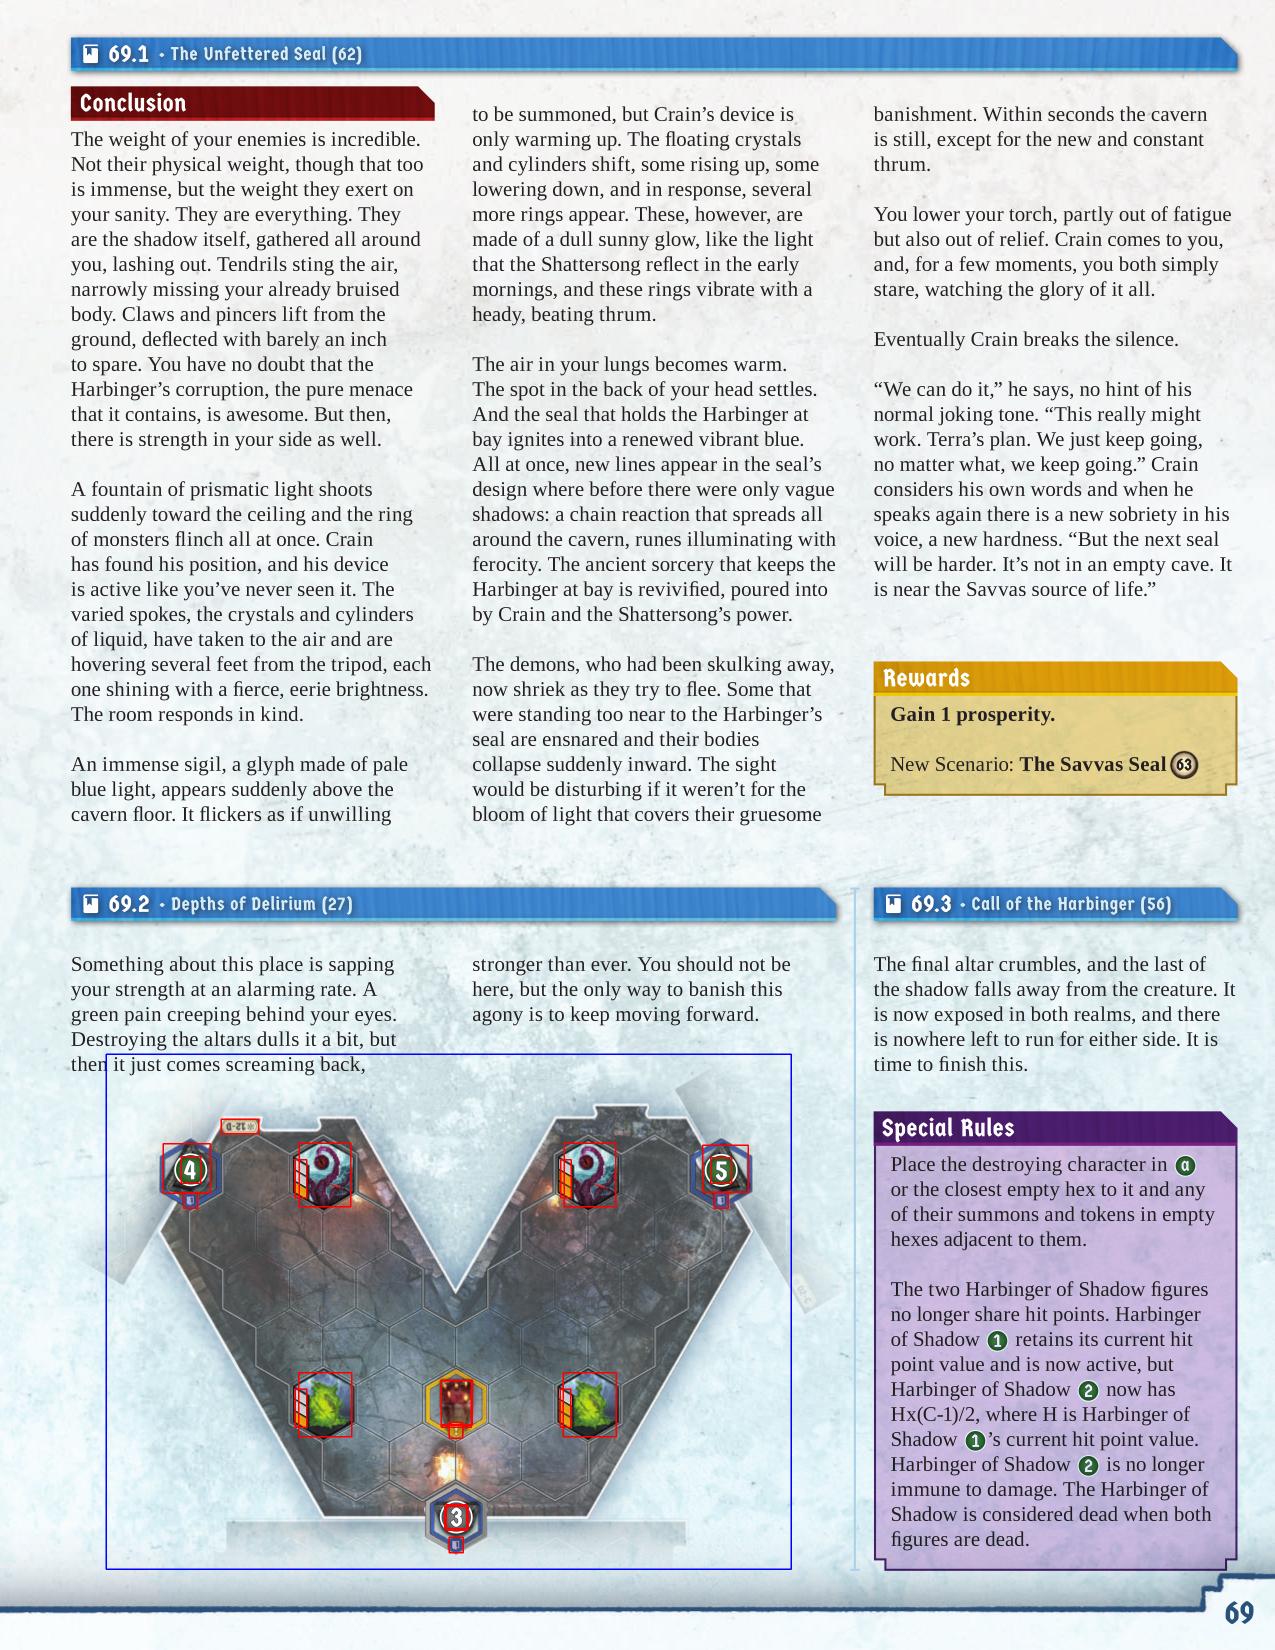 69.1 • The Unfettered Seal (62)
Conclusion
The weight of your enemies is incredible.
Not their physical weight, though that too
is immense, but the weight they exert on
your sanity. They are everything. They
are the shadow itself, gathered all around
you, lashing out. Tendrils sting the air,
narrowly missing your already bruised
body. Claws and pincers lift from the
ground, deflected with barely an inch
to spare. You have no doubt that the
Harbinger’s corruption, the pure menace
that it contains, is awesome. But then,
there is strength in your side as well.
A fountain of prismatic light shoots
suddenly toward the ceiling and the ring
of monsters flinch all at once. Crain
has found his position, and his device
is active like you’ve never seen it. The
varied spokes, the crystals and cylinders
of liquid, have taken to the air and are
hovering several feet from the tripod, each
one shining with a fierce, eerie brightness.
The room responds in kind.
An immense sigil, a glyph made of pale
blue light, appears suddenly above the
cavern floor. It flickers as if unwilling
to be summoned, but Crain’s device is
only warming up. The floating crystals
and cylinders shift, some rising up, some
lowering down, and in response, several
more rings appear. These, however, are
made of a dull sunny glow, like the light
that the Shattersong reflect in the early
mornings, and these rings vibrate with a
heady, beating thrum.
The air in your lungs becomes warm.
The spot in the back of your head settles.
And the seal that holds the Harbinger at
bay ignites into a renewed vibrant blue.
All at once, new lines appear in the seal’s
design where before there were only vague
shadows: a chain reaction that spreads all
around the cavern, runes illuminating with
ferocity. The ancient sorcery that keeps the
Harbinger at bay is revivified, poured into
by Crain and the Shattersong’s power.
The demons, who had been skulking away,
now shriek as they try to flee. Some that
were standing too near to the Harbinger’s
seal are ensnared and their bodies
collapse suddenly inward. The sight
would be disturbing if it weren’t for the
bloom of light that covers their gruesome
banishment. Within seconds the cavern
is still, except for the new and constant
thrum.
You lower your torch, partly out of fatigue
but also out of relief. Crain comes to you,
and, for a few moments, you both simply
stare, watching the glory of it all.
Eventually Crain breaks the silence.
“We can do it,” he says, no hint of his
normal joking tone. “This really might
work. Terra’s plan. We just keep going,
no matter what, we keep going.” Crain
considers his own words and when he
speaks again there is a new sobriety in his
voice, a new hardness. “But the next seal
will be harder. It’s not in an empty cave. It
is near the Savvas source of life.”
Rewards
Gain 1 prosperity.
New Scenario: The Savvas Seal 63
69.2 • Depths of Delirium (27)
Something about this place is sapping
your strength at an alarming rate. A
green pain creeping behind your eyes.
Destroying the altars dulls it a bit, but
then it just comes screaming back,
stronger than ever. You should not be
here, but the only way to banish this
agony is to keep moving forward.
12-D
4
5
3
69.3 • Call of the Harbinger (56)
The final altar crumbles, and the last of
the shadow falls away from the creature. It
is now exposed in both realms, and there
is nowhere left to run for either side. It is
time to finish this.
Special Rules
Place the destroying character in a
or the closest empty hex to it and any
of their summons and tokens in empty
hexes adjacent to them.
The two Harbinger of Shadow figures
no longer share hit points. Harbinger
of Shadow 1 retains its current hit
point value and is now active, but
Harbinger of Shadow 2 now has
Hx(C-1)/2, where H is Harbinger of
Shadow 1’s current hit point value.
Harbinger of Shadow 2 is no longer
immune to damage. The Harbinger of
Shadow is considered dead when both
figures are dead.
69